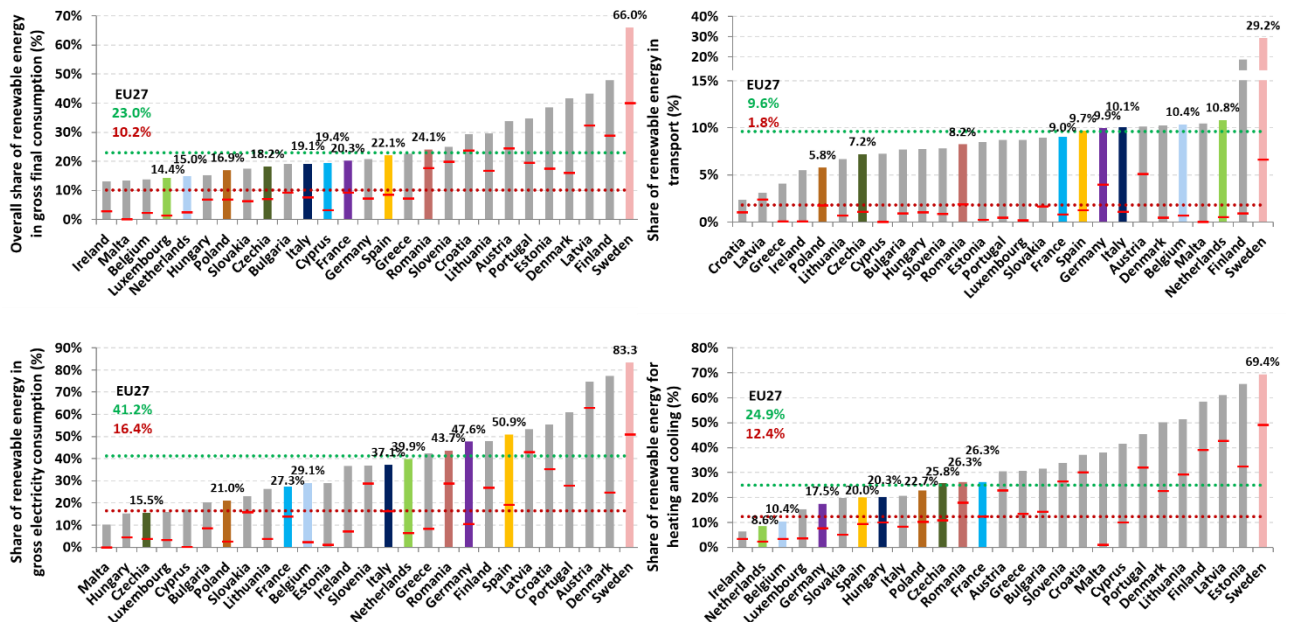 Overall share of renewable energy
in gross final consumption (%)
70%
60%
50%
40%
30%
20%
10%
0%
EU27
23.0%
10.2%
14.4%
15.0%
16.9%
18.2%
19.1%
19.4%
20.3%
22.1%
24.1%
66.0%
Ireland
Malta
Belgium
Luxembourg
Netherlands
Hungary
Poland
Slovakia
Czechia
Bulgaria
Italy
Cyprus
France
Germany
Spain
Greece
Romania
Slovenia
Croatia
Lithuania
Austria
Portugal
Estonia
Denmark
Latvia
Finland
Sweden
Share of renewable energy in
transport (%)
40%
30%
20%
15%
10%
5%
0%
EU27
9.6%
1.8%
5.8%
7.2%
8.2%
9.0%
9.7%
9.9%
10.1%
10.4%
10.8%
29.2%
Croatia
Latvia
Greece
Ireland
Poland
Lithuania
Czechia
Cyprus
Bulgaria
Hungary
Slovenia
Romania
Estonia
Portugal
Luxembourg
Slovakia
France
Spain
Germany
Italy
Austria
Denmark
Belgium
Malta
Netherlands
Finland
Sweden
Share of renewable energy in
gross electricity consumption (%)
90%
80%
70%
60%
50%
40%
30%
20%
10%
0%
EU27
41.2%
16.4%
15.5%
21.0%
27.3%
29.1%
37.1%
39.9%
43.7%
47.6%
50.9%
83.3
Malta
Hungary
Czechia
Luxembourg
Cyprus
Bulgaria
Poland
Slovakia
Lithuania
France
Belgium
Estonia
Ireland
Slovenia
Italy
Netherlands
Greece
Romania
Germany
Finland
Spain
Latvia
Croatia
Portugal
Austria
Denmark
Sweden
Share of renewable energy for
heating and cooling (%)
80%
70%
60%
50%
40%
30%
20%
10%
0%
EU27
24.9%
12.4%
8.6%
10.4%
17.5%
20.0%
20.3%
22.7%
25.8%
26.3%
26.3%
69.4%
Ireland
Netherlands
Belgium
Luxembourg
Germany
Slovakia
Spain
Hungary
Italy
Poland
Czechia
Romania
France
Austria
Greece
Bulgaria
Slovenia
Croatia
Malta
Cyprus
Portugal
Denmark
Lithuania
Finland
Latvia
Estonia
Sweden